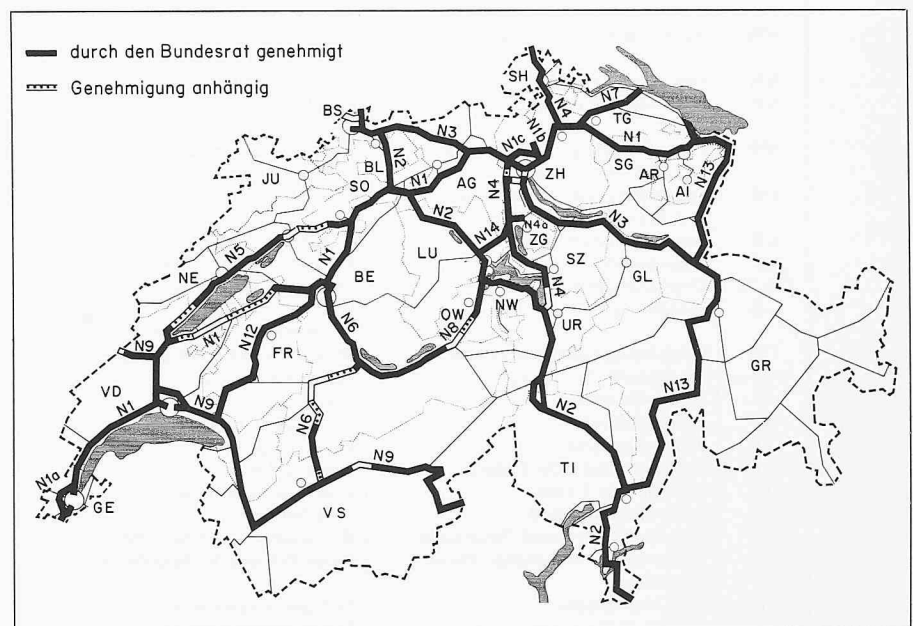 durch den Bundesrat genehmigt
Genehmigung anhängig
SH
BS
N4
N7
TG
N3
N1b
N1c
N1
N2
BL
ZH
SG
AR
AI
N13
JU
SO
N1
AG
N4
N3
N2
N4a
ZG
N14
N5
N1
LU
SZ
GL
NE
BE
N4
NW
OW
UR
N1
N12
N6
N8
FR
GR
N9
VD
N13
N1
N9
N6
N2
N9
TI
N1a
GE
VS
N2